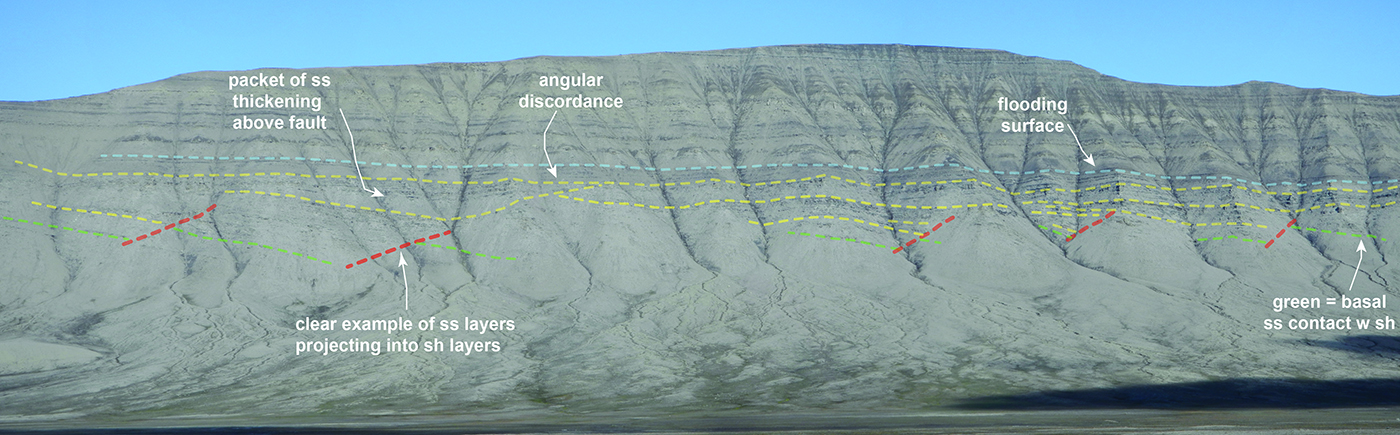 packet of ss
thickening
above fault
angular
discordance
flooding
surface
clear example of ss layers
projecting into sh layers
green = basal
ss contact w sh